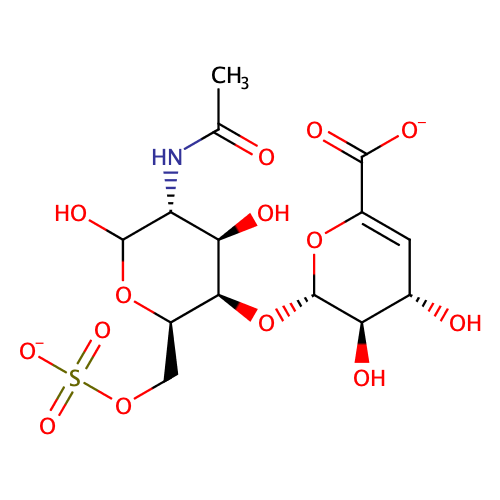 CH₃
O O⁻
HN O
HO OH O
O O OH
O⁻ O OH
S
O O